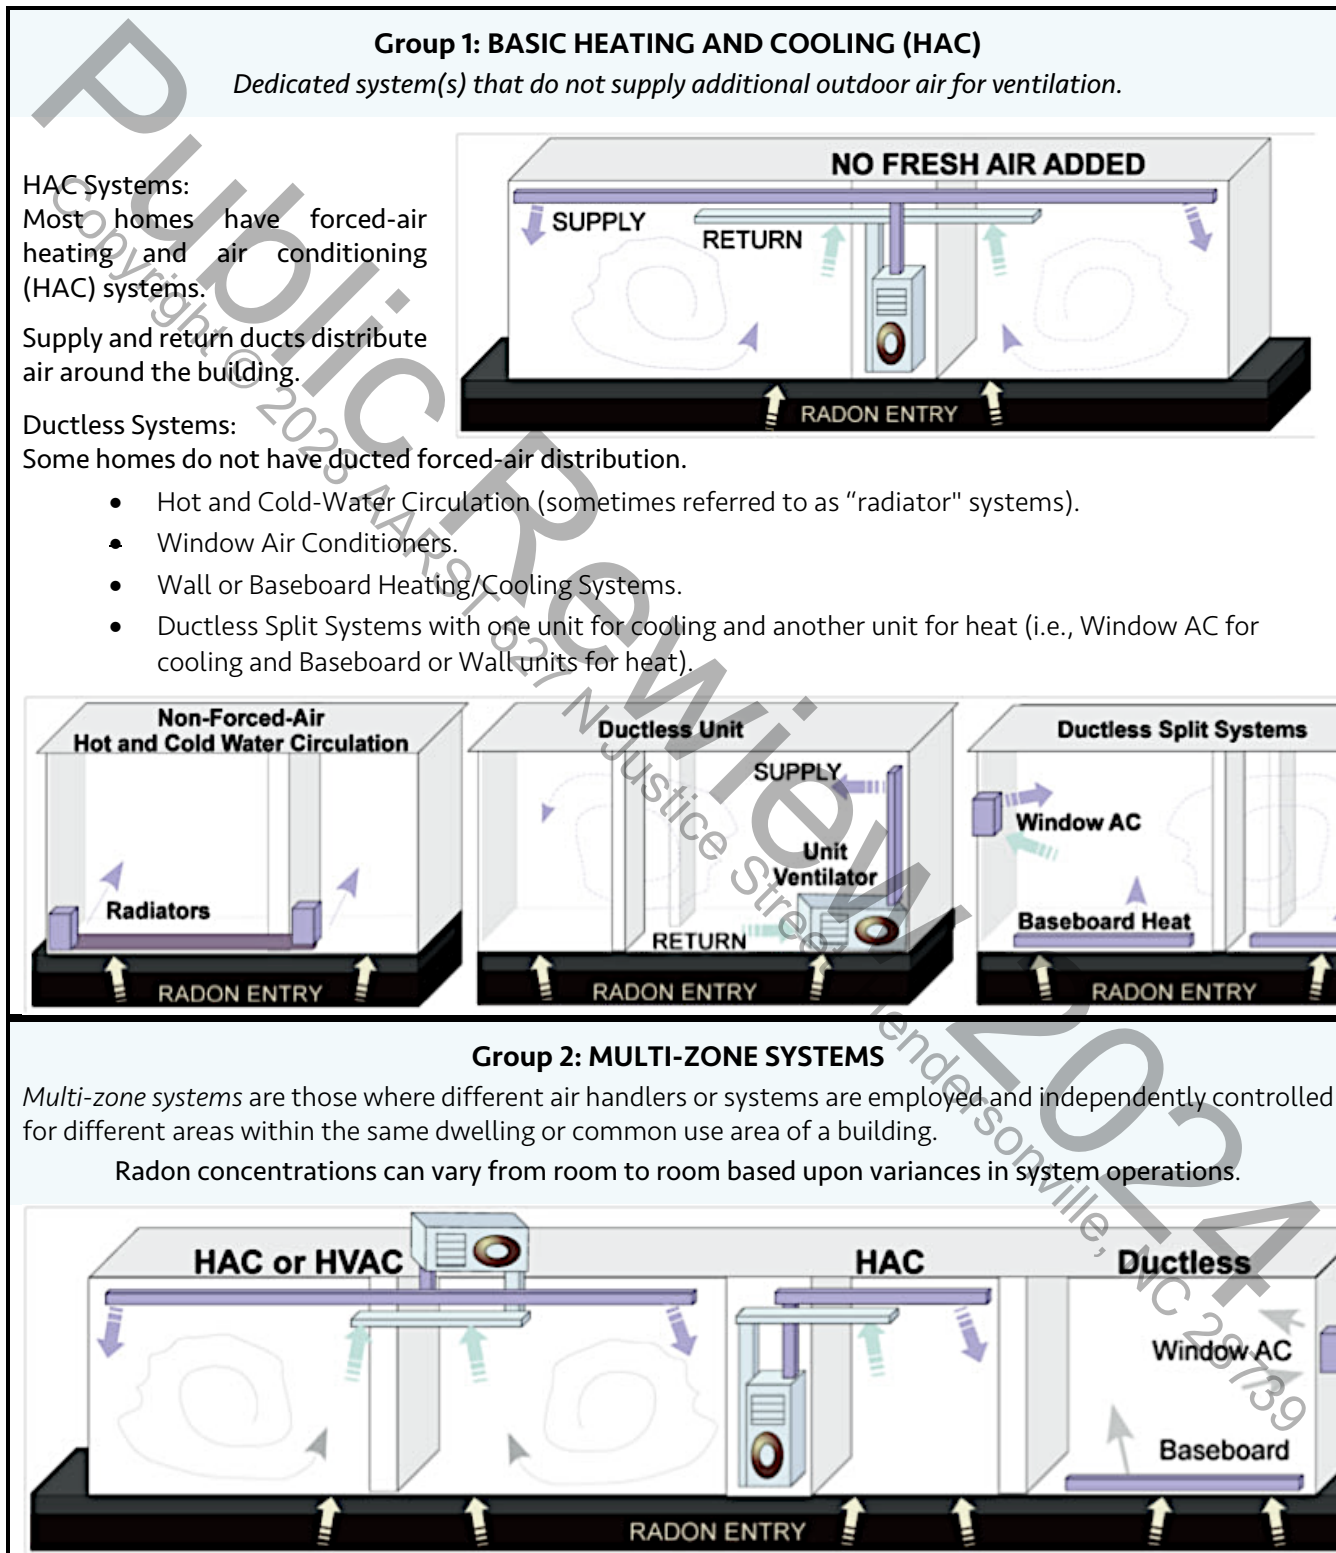 Group 1: BASIC HEATING AND COOLING (HAC)
Dedicated system(s) that do not supply additional outdoor air for ventilation.
HAC Systems:
Most homes have forced-air
heating and air conditioning
(HAC) systems.
Supply and return ducts distribute
air around the building.
NO FRESH AIR ADDED
SUPPLY
RETURN
RADON ENTRY
Ductless Systems:
Some homes do not have ducted forced-air distribution.
• Hot and Cold-Water Circulation (sometimes referred to as “radiator" systems).
• Window Air Conditioners.
• Wall or Baseboard Heating/Cooling Systems.
• Ductless Split Systems with one unit for cooling and another unit for heat (i.e., Window AC for
cooling and Baseboard or Wall units for heat).
Non-Forced-Air
Hot and Cold Water Circulation
Radiators
RADON ENTRY
Ductless Unit
SUPPLY
Unit
Ventilator
RETURN
RADON ENTRY
Ductless Split Systems
Window AC
Baseboard Heat
RADON ENTRY
Group 2: MULTI-ZONE SYSTEMS
Multi-zone systems are those where different air handlers or systems are employed and independently controlled
for different areas within the same dwelling or common use area of a building.
Radon concentrations can vary from room to room based upon variances in system operations.
HAC or HVAC
HAC
Ductless
Window AC
Baseboard
RADON ENTRY
Public Review 2024
Copyright © 2023 AARST 527 N Justice Street, Hendersonville, NC 28739